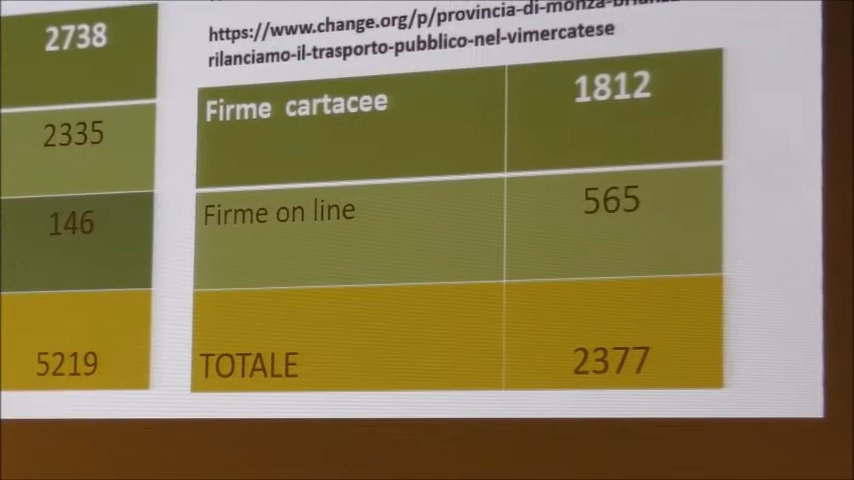 2738
2335
146
5219
https://www.change.org/p/provincia-di-monza-brianza-
rilanciamo-il-trasporto-pubblico-nel-vimercatese
Firme cartacee 1812
Firme on line 565
TOTALE 2377